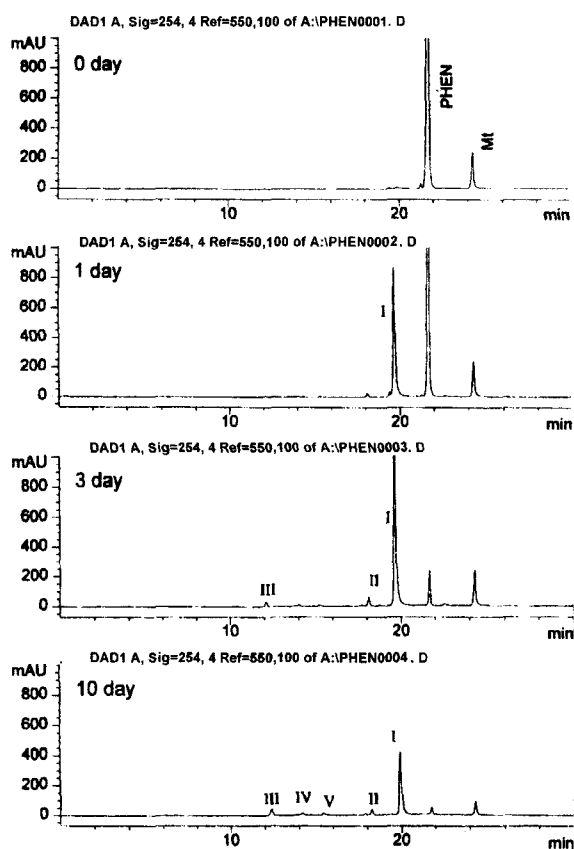 DAD1 A, Sig=254, 4 Ref=550,100 of A:\PHEN0001. D
mAU
0 day
PHEN
Mt
800
600
400
200
0
10
20
min
DAD1 A, Sig=254, 4 Ref=550,100 of A:\PHEN0002. D
mAU
1 day
I
800
600
400
200
0
10
20
min
DAD1 A, Sig=254, 4 Ref=550,100 of A:\PHEN0003. D
mAU
3 day
I
II
III
800
600
400
200
0
10
20
min
DAD1 A, Sig=254, 4 Ref=550,100 of A:\PHEN0004. D
mAU
10 day
I
III
IV
V
II
800
600
400
200
0
10
20
min